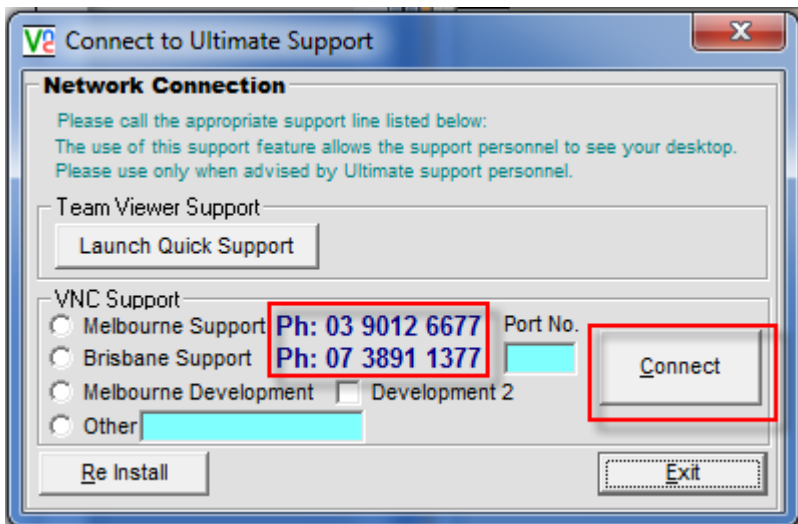 Connect to Ultimate Support
Network Connection
Please call the appropriate support line listed below:
The use of this support feature allows the support personnel to see your desktop.
Please use only when advised by Ultimate support personnel.
Team Viewer Support
Launch Quick Support
VNC Support
Melbourne Support Ph: 03 9012 6677 Port No.
Brisbane Support Ph: 07 3891 1377
Connect
Melbourne Development Development 2
Other
Re Install Exit